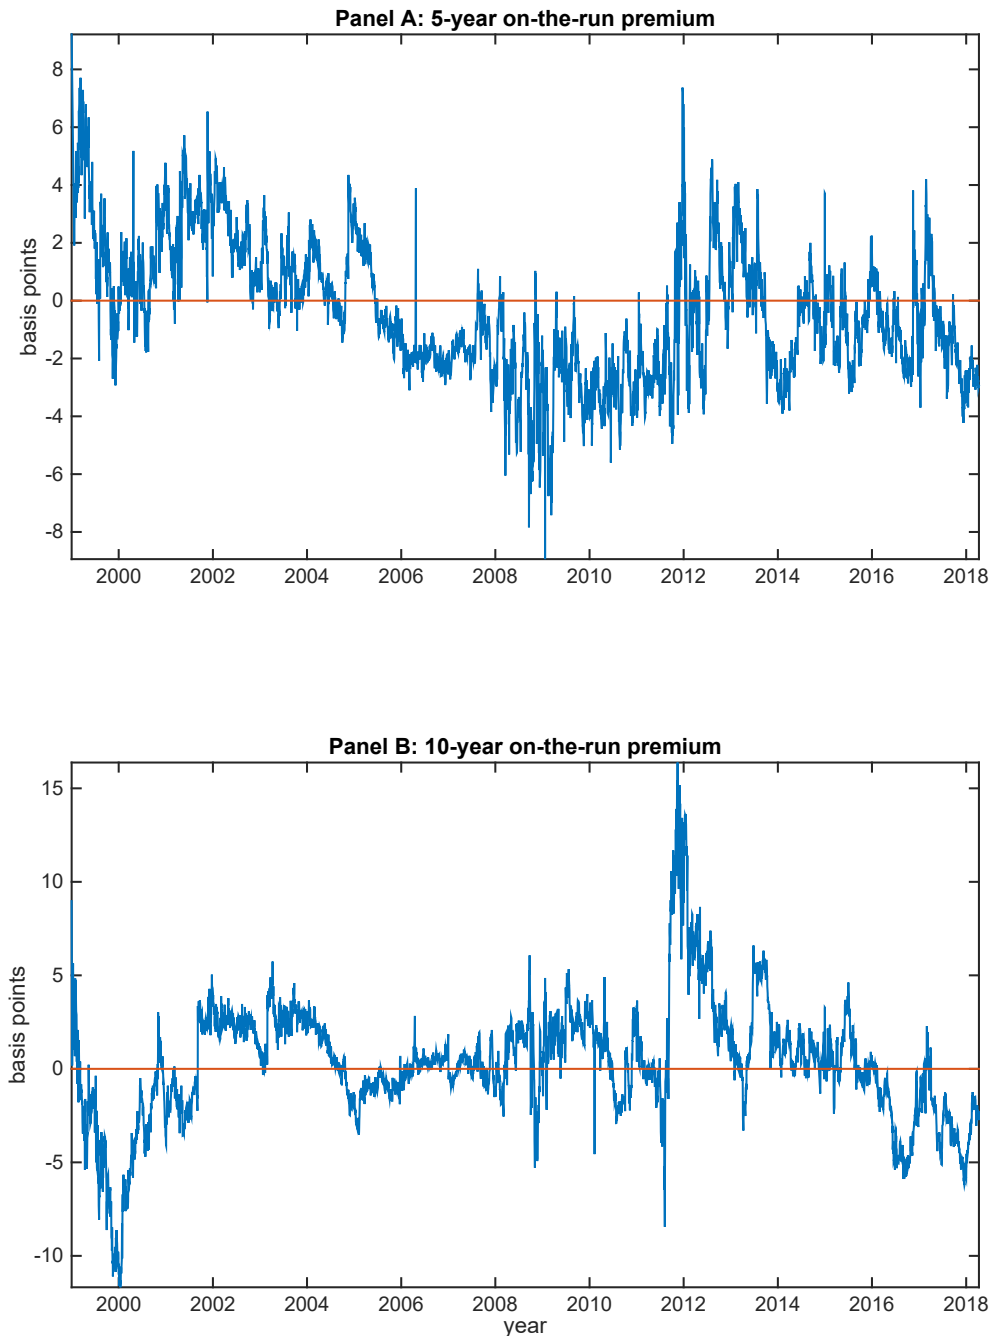 Panel A: 5-year on-the-run premium
8
6
4
2
0
-2
-4
-6
-8
basis points
2000 2002 2004 2006 2008 2010 2012 2014 2016 2018
Panel B: 10-year on-the-run premium
15
10
5
0
-5
-10
basis points
2000 2002 2004 2006 2008 2010 2012 2014 2016 2018
year